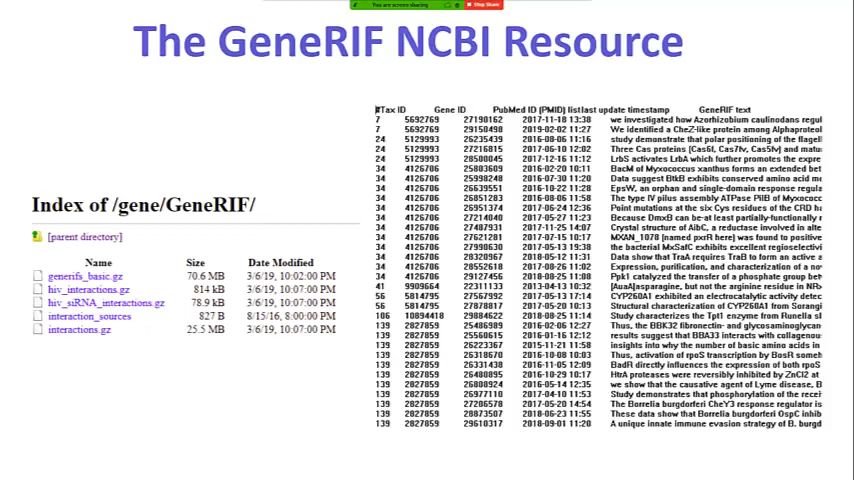 You are screen sharing
Stop Share
The GeneRIF NCBI Resource
Index of /gene/GeneRIF/
[parent directory]
Name Size Date Modified
generifs_basic.gz 70.6 MB 3/6/19, 10:02:00 PM
hiv_interactions.gz 814 kB 3/6/19, 10:07:00 PM
hiv_siRNA_interactions.gz 78.9 kB 3/6/19, 10:07:00 PM
interaction_sources 827 B 8/15/16, 8:00:00 PM
interactions.gz 25.5 MB 3/6/19, 10:07:00 PM
#Tax ID Gene ID PubMed ID (PMID) list last update timestamp GeneRIF text
7 5692769 27190162 2017-11-18 13:38 we investigated how Azorhizobium caulinodans regul
7 5692769 29150498 2019-02-02 11:27 We identified a CheZ-like protein among Alphaproteol
24 5129993 26235439 2016-08-06 11:16 study demonstrate that polar positioning of the flagell
24 5129993 27216815 2017-06-10 12:02 Three Cas proteins [Cas6f, Cas7fv, Cas5fv] and matu
24 5129993 28500045 2017-12-16 11:12 LrbS activates LrbA which further promotes the expre
34 4126706 25803609 2016-02-20 10:11 BacM of Myxococcus xanthus forms an extended bet
34 4126706 25998248 2016-07-30 11:20 Data suggest BtkB exhibits conserved amino acid mo
34 4126706 26639551 2016-10-22 11:28 EpsW, an orphan and single-domain response regula
34 4126706 26851283 2016-08-06 11:58 The type IV pilus assembly ATPase PilB of Myxococc
34 4126706 26951374 2017-06-24 12:36 Point mutations at the six Cys residues of the CRD ha
34 4126706 27214040 2017-05-27 11:23 Because DmxB can be-at least partially-functionally r
34 4126706 27487931 2017-11-25 14:07 Crystal structure of AibC, a reductase involved in alte
34 4126706 27621281 2017-07-15 10:17 MXAN_1078 [named pxrR here] was found to positive
34 4126706 27990630 2017-05-13 19:38 the bacterial MxSafC exhibits excellent regioselectivi
34 4126706 28320967 2018-05-12 11:31 Data show that TraA requires TraB to form an active a
34 4126706 28552618 2017-08-26 11:02 Expression, purification, and characterization of a nov
34 4126706 29127456 2018-08-25 11:08 Ppk1 catalyzed the transfer of a phosphate group bet
41 9909664 22311133 2013-04-13 10:32 [AuaA]asparagine, but not the arginine residue in NRx
56 5814795 27567992 2017-05-13 17:14 CYP260A1 exhibited an electrocatalytic activity detec
56 5814795 27878817 2017-05-20 10:13 Structural characterization of CYP260A1 from Sorangi
106 10894418 29884622 2018-08-25 11:14 Study characterizes the Tpt1 enzyme from Runella sl
139 2827859 25486989 2016-02-06 12:27 Thus, the BBK32 fibronectin- and glycosaminoglycan-
139 2827859 25560615 2016-01-16 12:12 results suggest that BBA33 interacts with collagenou
139 2827859 26223367 2015-11-21 11:58 insights into why the number of basic amino acids in
139 2827859 26318670 2016-10-08 10:03 Thus, activation of rpoS transcription by BosR someh
139 2827859 26331438 2016-11-05 12:09 BadR directly influences the expression of both rpoS
139 2827859 26480895 2016-10-29 10:17 HtrA proteases were reversibly inhibited by ZnCl2 at
139 2827859 26808924 2016-05-14 12:35 we show that the causative agent of Lyme disease, B
139 2827859 26977110 2017-04-10 11:53 Study demonstrates that phosphorylation of the recei
139 2827859 27206578 2017-05-20 14:54 The Borrelia burgdorferi CheY3 response regulator is
139 2827859 28873507 2018-06-23 11:55 These data show that Borrelia burgdorferi OspC inhib
139 2827859 29610317 2018-09-01 11:20 A unique innate immune evasion strategy of B. burgd